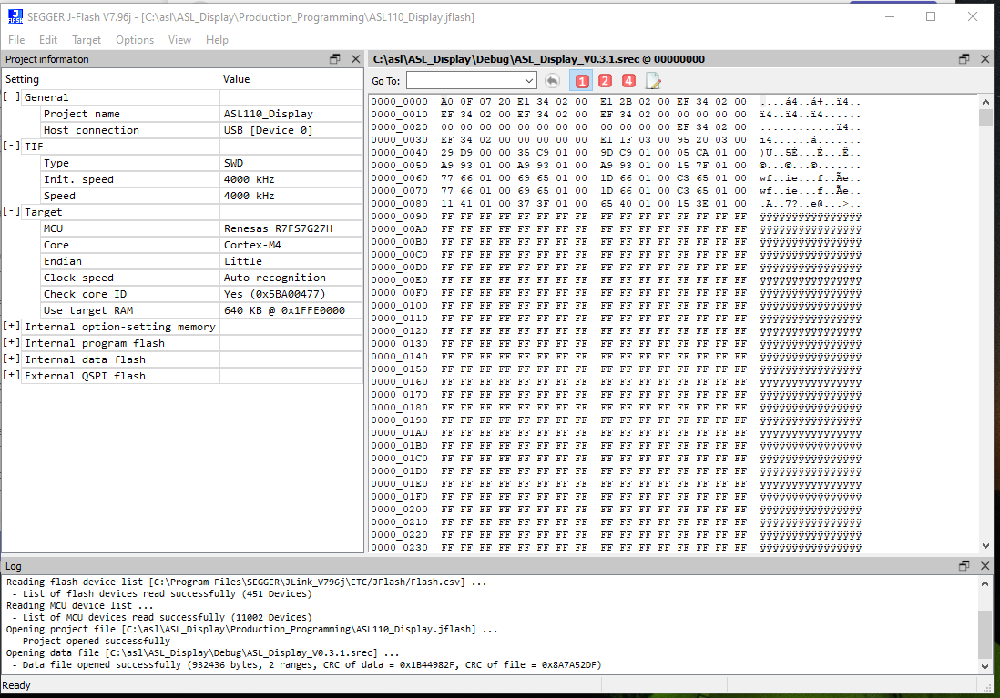 SEGGER J-Flash V7.96j - [C:\asl\ASL_Display\Production_Programming\ASL110_Display.jflash]
File Edit Target Options View Help
Project information
Setting Value
[-] General
Project name ASL110_Display
Host connection USB [Device 0]
[-] TIF
Type SWD
Init. speed 4000 kHz
Speed 4000 kHz
[-] Target
MCU Renesas R7FS7G27H
Core Cortex-M4
Endian Little
Clock speed Auto recognition
Check core ID Yes (0x5BA00477)
Use target RAM 640 KB @ 0x1FFE0000
[+] Internal option-setting memory
[+] Internal program flash
[+] Internal data flash
[+] External QSPI flash
C:\asl\ASL_Display\Debug\ASL_Display_V0.3.1.srec @ 00000000
Go To: 1 2 4
0000_0000 A0 0F 07 20 E1 34 02 00 E1 2B 02 00 EF 34 02 00 ....á4..á+..ï4..
0000_0010 EF 34 02 00 EF 34 02 00 EF 34 02 00 00 00 00 00 ï4..ï4..ï4......
0000_0020 00 00 00 00 00 00 00 00 00 00 00 00 EF 34 02 00 ............ï4..
0000_0030 EF 34 02 00 00 00 00 00 E1 1F 03 00 95 20 03 00 ï4......á.......
0000_0040 29 D9 00 00 35 C9 01 00 9D C9 01 00 05 CA 01 00 )Ù..5É...É...Ê..
0000_0050 A9 93 01 00 A9 93 01 00 A9 93 01 00 15 7F 01 00 ©...©...©.......
0000_0060 77 66 01 00 69 65 01 00 1D 66 01 00 C3 65 01 00 wf..ie...f..Ãe..
0000_0070 77 66 01 00 69 65 01 00 1D 66 01 00 C3 65 01 00 wf..ie...f..Ãe..
0000_0080 11 41 01 00 37 3F 01 00 65 40 01 00 15 3E 01 00 .A..7?..e@...>..
0000_0090 FF FF FF FF FF FF FF FF FF FF FF FF FF FF FF FF ÿÿÿÿÿÿÿÿÿÿÿÿÿÿÿÿ
0000_00A0 FF FF FF FF FF FF FF FF FF FF FF FF FF FF FF FF ÿÿÿÿÿÿÿÿÿÿÿÿÿÿÿÿ
0000_00B0 FF FF FF FF FF FF FF FF FF FF FF FF FF FF FF FF ÿÿÿÿÿÿÿÿÿÿÿÿÿÿÿÿ
0000_00C0 FF FF FF FF FF FF FF FF FF FF FF FF FF FF FF FF ÿÿÿÿÿÿÿÿÿÿÿÿÿÿÿÿ
0000_00D0 FF FF FF FF FF FF FF FF FF FF FF FF FF FF FF FF ÿÿÿÿÿÿÿÿÿÿÿÿÿÿÿÿ
0000_00E0 FF FF FF FF FF FF FF FF FF FF FF FF FF FF FF FF ÿÿÿÿÿÿÿÿÿÿÿÿÿÿÿÿ
0000_00F0 FF FF FF FF FF FF FF FF FF FF FF FF FF FF FF FF ÿÿÿÿÿÿÿÿÿÿÿÿÿÿÿÿ
0000_0100 FF FF FF FF FF FF FF FF FF FF FF FF FF FF FF FF ÿÿÿÿÿÿÿÿÿÿÿÿÿÿÿÿ
0000_0110 FF FF FF FF FF FF FF FF FF FF FF FF FF FF FF FF ÿÿÿÿÿÿÿÿÿÿÿÿÿÿÿÿ
0000_0120 FF FF FF FF FF FF FF FF FF FF FF FF FF FF FF FF ÿÿÿÿÿÿÿÿÿÿÿÿÿÿÿÿ
0000_0130 FF FF FF FF FF FF FF FF FF FF FF FF FF FF FF FF ÿÿÿÿÿÿÿÿÿÿÿÿÿÿÿÿ
0000_0140 FF FF FF FF FF FF FF FF FF FF FF FF FF FF FF FF ÿÿÿÿÿÿÿÿÿÿÿÿÿÿÿÿ
0000_0150 FF FF FF FF FF FF FF FF FF FF FF FF FF FF FF FF ÿÿÿÿÿÿÿÿÿÿÿÿÿÿÿÿ
0000_0160 FF FF FF FF FF FF FF FF FF FF FF FF FF FF FF FF ÿÿÿÿÿÿÿÿÿÿÿÿÿÿÿÿ
0000_0170 FF FF FF FF FF FF FF FF FF FF FF FF FF FF FF FF ÿÿÿÿÿÿÿÿÿÿÿÿÿÿÿÿ
0000_0180 FF FF FF FF FF FF FF FF FF FF FF FF FF FF FF FF ÿÿÿÿÿÿÿÿÿÿÿÿÿÿÿÿ
0000_0190 FF FF FF FF FF FF FF FF FF FF FF FF FF FF FF FF ÿÿÿÿÿÿÿÿÿÿÿÿÿÿÿÿ
0000_01A0 FF FF FF FF FF FF FF FF FF FF FF FF FF FF FF FF ÿÿÿÿÿÿÿÿÿÿÿÿÿÿÿÿ
0000_01B0 FF FF FF FF FF FF FF FF FF FF FF FF FF FF FF FF ÿÿÿÿÿÿÿÿÿÿÿÿÿÿÿÿ
0000_01C0 FF FF FF FF FF FF FF FF FF FF FF FF FF FF FF FF ÿÿÿÿÿÿÿÿÿÿÿÿÿÿÿÿ
0000_01D0 FF FF FF FF FF FF FF FF FF FF FF FF FF FF FF FF ÿÿÿÿÿÿÿÿÿÿÿÿÿÿÿÿ
0000_01E0 FF FF FF FF FF FF FF FF FF FF FF FF FF FF FF FF ÿÿÿÿÿÿÿÿÿÿÿÿÿÿÿÿ
0000_01F0 FF FF FF FF FF FF FF FF FF FF FF FF FF FF FF FF ÿÿÿÿÿÿÿÿÿÿÿÿÿÿÿÿ
0000_0200 FF FF FF FF FF FF FF FF FF FF FF FF FF FF FF FF ÿÿÿÿÿÿÿÿÿÿÿÿÿÿÿÿ
0000_0210 FF FF FF FF FF FF FF FF FF FF FF FF FF FF FF FF ÿÿÿÿÿÿÿÿÿÿÿÿÿÿÿÿ
0000_0220 FF FF FF FF FF FF FF FF FF FF FF FF FF FF FF FF ÿÿÿÿÿÿÿÿÿÿÿÿÿÿÿÿ
0000_0230 FF FF FF FF FF FF FF FF FF FF FF FF FF FF FF FF ÿÿÿÿÿÿÿÿÿÿÿÿÿÿÿÿ
Log
Reading flash device list [C:\Program Files\SEGGER\JLink_V796j\ETC/JFlash/Flash.csv] ...
- List of flash devices read successfully (451 Devices)
Reading MCU device list ...
- List of MCU devices read successfully (11002 Devices)
Opening project file [C:\asl\ASL_Display\Production_Programming\ASL110_Display.jflash] ...
- Project opened successfully
Opening data file [C:\asl\ASL_Display\Debug\ASL_Display_V0.3.1.srec] ...
- Data file opened successfully (932436 bytes, 2 ranges, CRC of data = 0x1B44982F, CRC of file = 0x8A7A52DF)
Ready